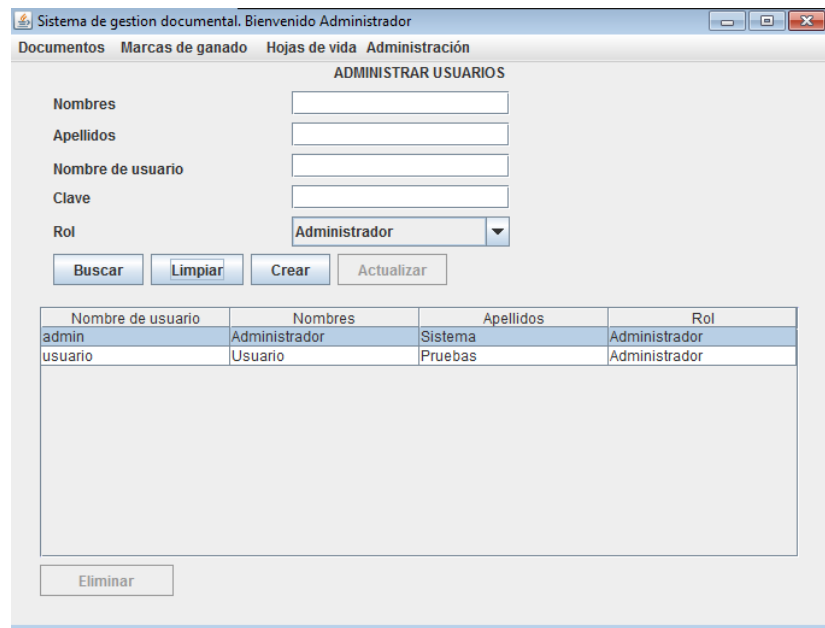 Sistema de gestion documental. Bienvenido Administrador
Documentos Marcas de ganado Hojas de vida Administración
ADMINISTRAR USUARIOS
Nombres
Apellidos
Nombre de usuario
Clave
Rol Administrador
Buscar Limpiar Crear Actualizar
Nombre de usuario Nombres Apellidos Rol
admin Administrador Sistema Administrador
usuario Usuario Pruebas Administrador
Eliminar